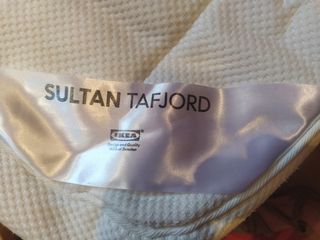 SULTAN TAFJORD
IKEA
Design and Quality
IKEA of Sweden